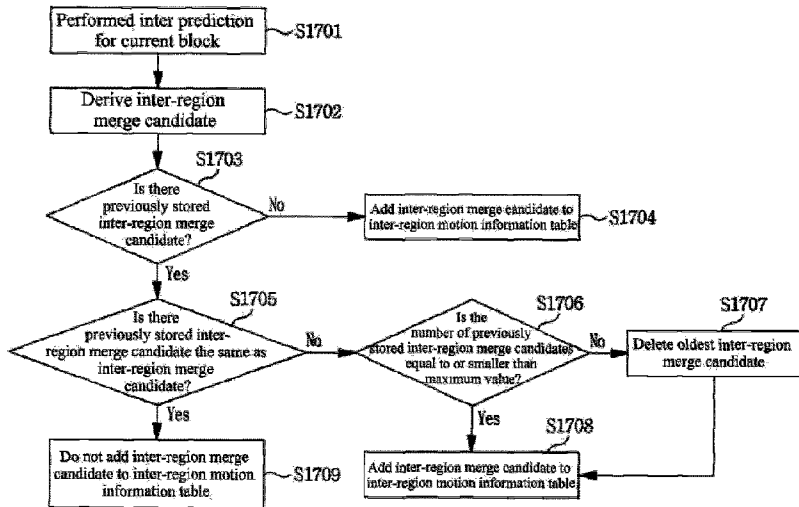 Performed inter prediction
for current block
S1701
Derive inter-region
merge candidate
S1702
S1703
Is there
previously stored
inter-region merge
candidate?
No
Add inter-region merge candidate to
inter-region motion information table
S1704
Yes
S1705
Is there
previously stored inter-
region merge candidate the same as
inter-region merge
candidate?
No
S1706
Is the
number of previously
stored inter-region merge candidates
equal to or smaller than
maximum value?
No
S1707
Delete oldest inter-region
merge candidate
Yes
Yes
S1708
Do not add inter-region merge
candidate to inter-region motion
information table
S1709
Add inter-region merge candidate to
inter-region motion information table